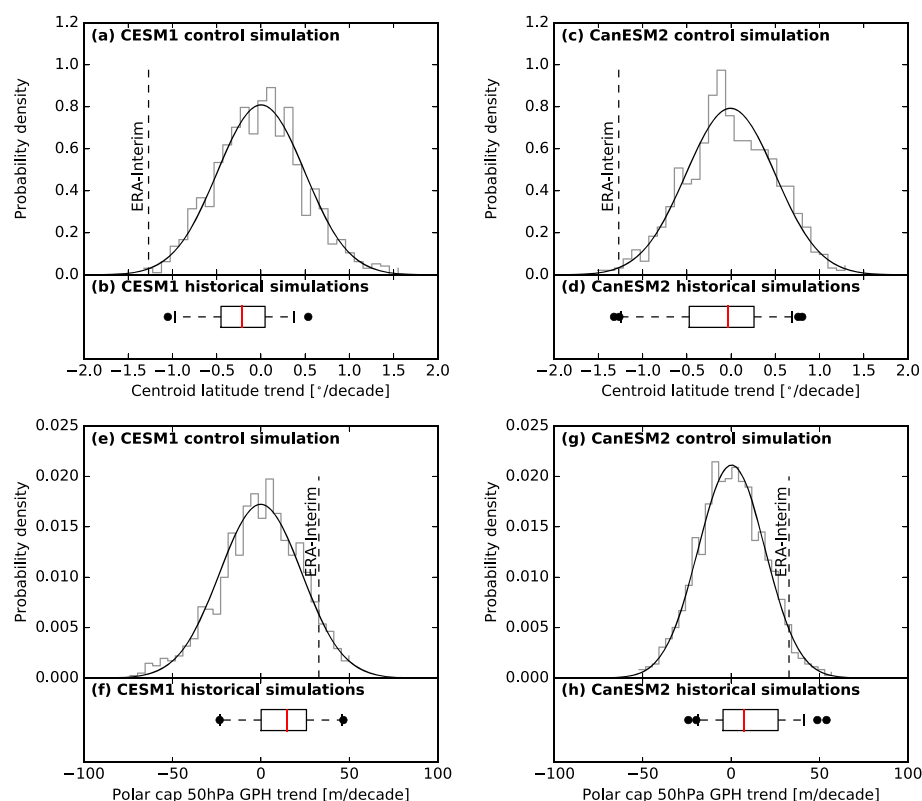 (a) CESM1 control simulation
1.2
1.0
0.8
0.6
0.4
0.2
0.0
Probability density
ERA-Interim
(b) CESM1 historical simulations
−2.0 −1.5 −1.0 −0.5 0.0 0.5 1.0 1.5 2.0
Centroid latitude trend [°/decade]
(c) CanESM2 control simulation
1.2
1.0
0.8
0.6
0.4
0.2
0.0
Probability density
ERA-Interim
(d) CanESM2 historical simulations
−2.0 −1.5 −1.0 −0.5 0.0 0.5 1.0 1.5 2.0
Centroid latitude trend [°/decade]
(e) CESM1 control simulation
0.025
0.020
0.015
0.010
0.005
0.000
Probability density
ERA-Interim
(f) CESM1 historical simulations
−100 −50 0 50 100
Polar cap 50hPa GPH trend [m/decade]
(g) CanESM2 control simulation
0.025
0.020
0.015
0.010
0.005
0.000
Probability density
ERA-Interim
(h) CanESM2 historical simulations
−100 −50 0 50 100
Polar cap 50hPa GPH trend [m/decade]